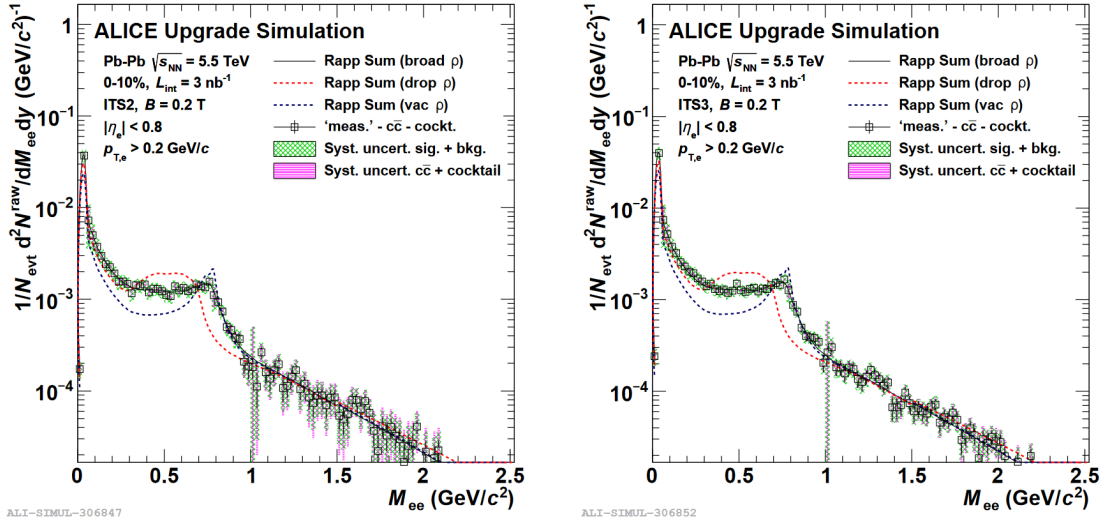 ALICE Upgrade Simulation
Pb-Pb √sNN = 5.5 TeV
0-10%, Lint = 3 nb-1
ITS2, B = 0.2 T
|ηe| < 0.8
pT,e > 0.2 GeV/c
Rapp Sum (broad ρ)
Rapp Sum (drop ρ)
Rapp Sum (vac ρ)
‘meas.’ - cc̅ - cockt.
Syst. uncert. sig. + bkg.
Syst. uncert. cc̅ + cocktail
1/Nevt d2Nraw/dMee dy (GeV/c2)-1
1
10-1
10-2
10-3
10-4
0 0.5 1 1.5 2 2.5
Mee (GeV/c2)
ALI-SIMUL-306847
ALICE Upgrade Simulation
Pb-Pb √sNN = 5.5 TeV
0-10%, Lint = 3 nb-1
ITS3, B = 0.2 T
|ηe| < 0.8
pT,e > 0.2 GeV/c
Rapp Sum (broad ρ)
Rapp Sum (drop ρ)
Rapp Sum (vac ρ)
‘meas.’ - cc̅ - cockt.
Syst. uncert. sig. + bkg.
Syst. uncert. cc̅ + cocktail
1/Nevt d2Nraw/dMee dy (GeV/c2)-1
1
10-1
10-2
10-3
10-4
0 0.5 1 1.5 2 2.5
Mee (GeV/c2)
ALI-SIMUL-306852